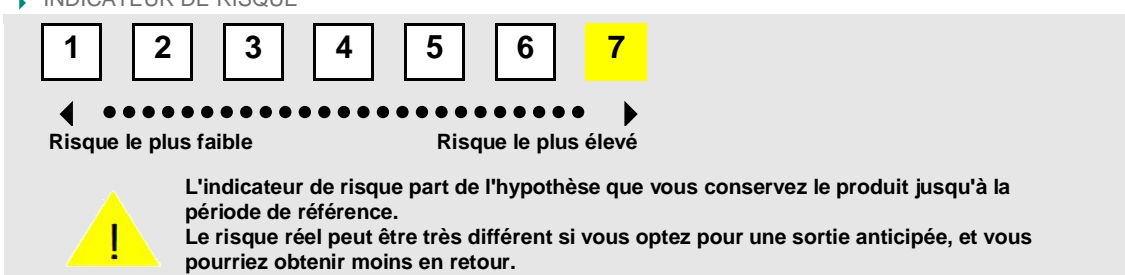 INDICATEUR DE RISQUE
1 2 3 4 5 6 7
Risque le plus faible Risque le plus élevé
L'indicateur de risque part de l'hypothèse que vous conservez le produit jusqu'à la
période de référence.
Le risque réel peut être très différent si vous optez pour une sortie anticipée, et vous
pourriez obtenir moins en retour.
!